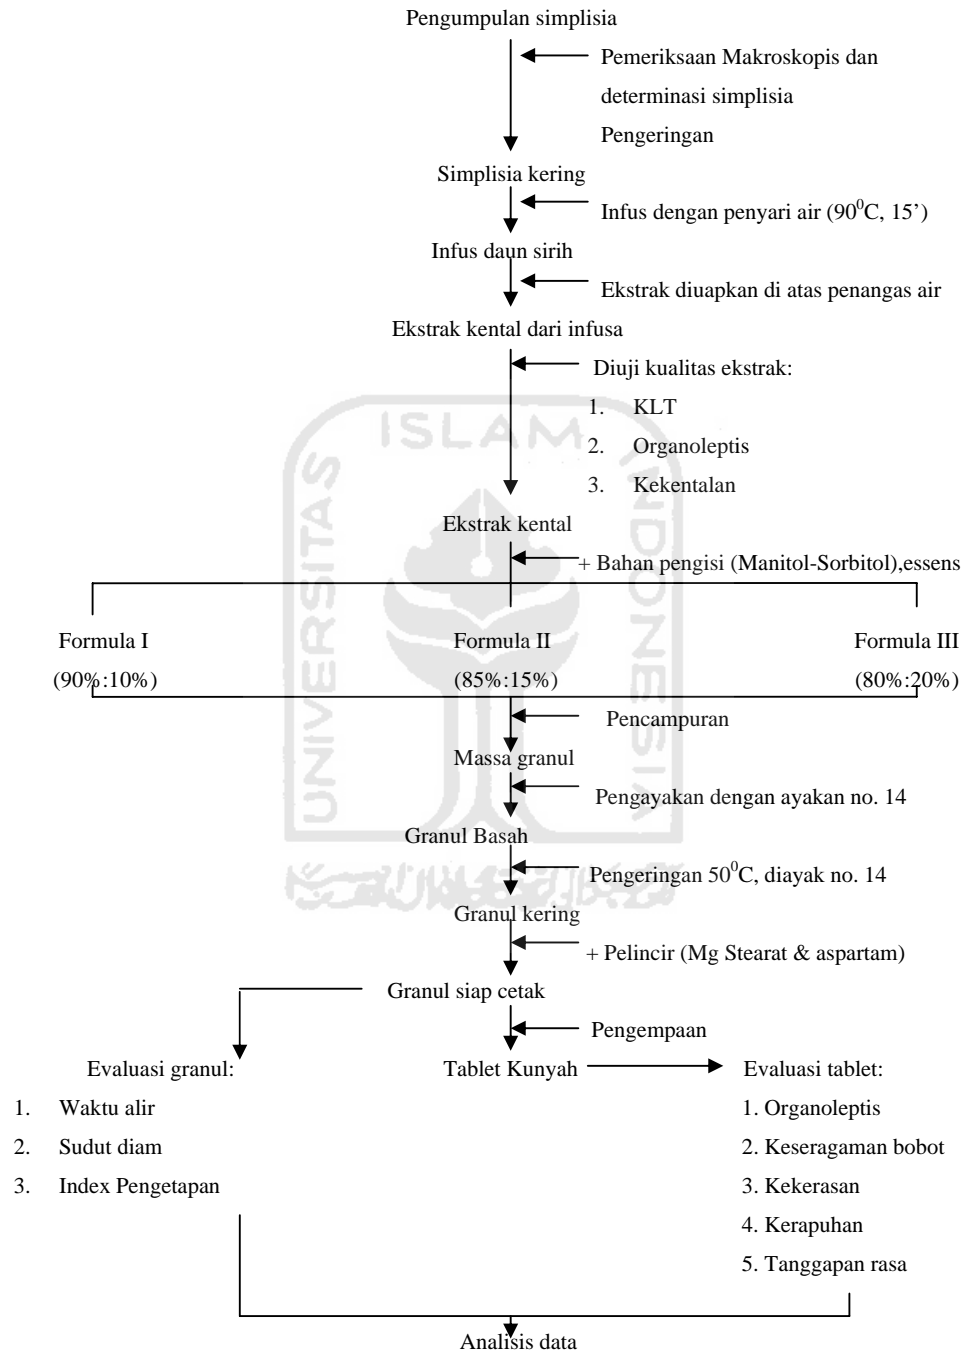 Pengumpulan simplisia
Pemeriksaan Makroskopis dan
determinasi simplisia
Pengeringan
Simplisia kering
Infus dengan penyari air (90⁰C, 15’)
Infus daun sirih
Ekstrak diuapkan di atas penangas air
Ekstrak kental dari infusa
Diuji kualitas ekstrak:
1. KLT
2. Organoleptis
3. Kekentalan
Ekstrak kental
+ Bahan pengisi (Manitol-Sorbitol),essens
Formula I Formula II Formula III
(90%:10%) (85%:15%) (80%:20%)
Pencampuran
Massa granul
Pengayakan dengan ayakan no. 14
Granul Basah
Pengeringan 50⁰C, diayak no. 14
Granul kering
+ Pelincir (Mg Stearat & aspartam)
Granul siap cetak
Pengempaan
Evaluasi granul: Tablet Kunyah Evaluasi tablet:
1. Waktu alir
2. Sudut diam
3. Index Pengetapan
1. Organoleptis
2. Keseragaman bobot
3. Kekerasan
4. Kerapuhan
5. Tanggapan rasa
Analisis data
UNIVERSITAS
ISLAM
INDONESIA